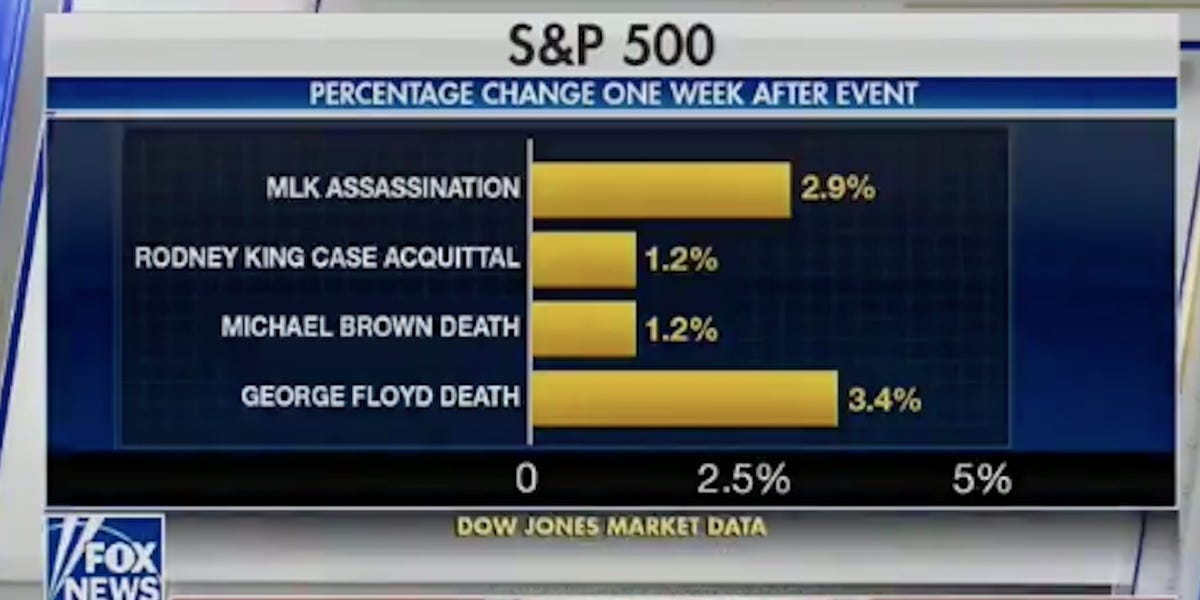 S&P 500
PERCENTAGE CHANGE ONE WEEK AFTER EVENT
MLK ASSASSINATION 2.9%
RODNEY KING CASE ACQUITTAL 1.2%
MICHAEL BROWN DEATH 1.2%
GEORGE FLOYD DEATH 3.4%
0 2.5% 5%
DOW JONES MARKET DATA
FOX
NEWS